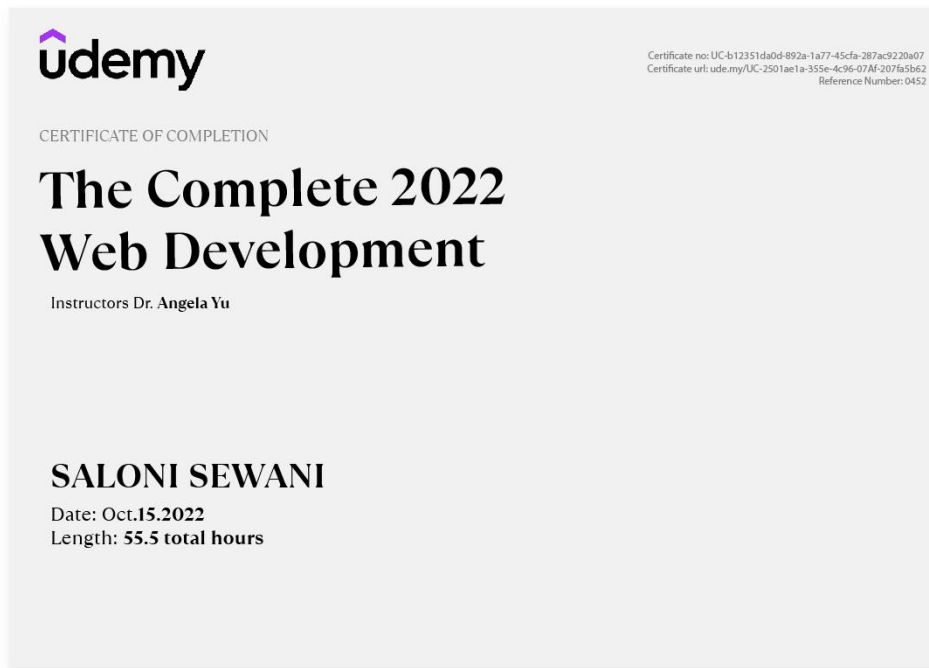 udemy
Certificate no: UC-b12351da0d-892a-1a77-45cfa-287ac9220a07
Certificate url: ude.my/UC-2501ae1a-355e-4c96-07Af-207fa5b62
Reference Number: 0452
CERTIFICATE OF COMPLETION
The Complete 2022
Web Development
Instructors Dr. Angela Yu
SALONI SEWANI
Date: Oct.15.2022
Length: 55.5 total hours